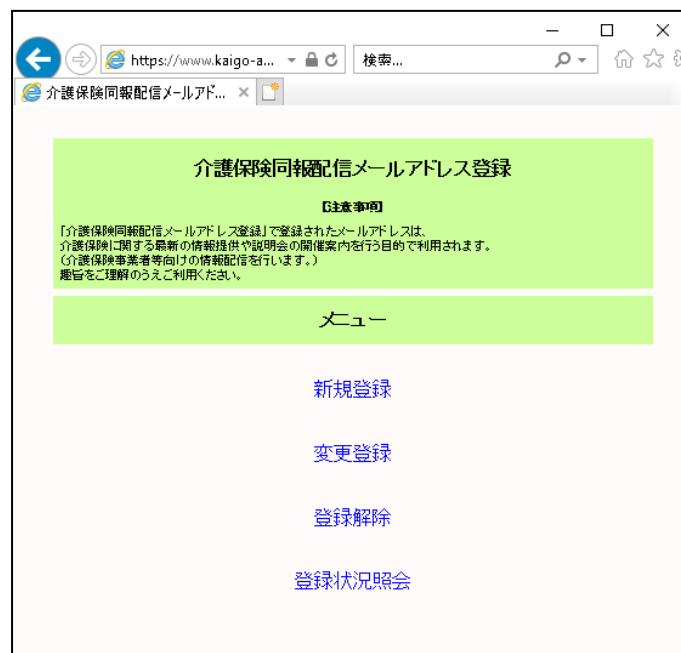 https://www.kaigo-a...
検索...
介護保険同報配信メールアド...
介護保険同報配信メールアドレス登録
【注意事項】
「介護保険同報配信メールアドレス登録」で登録されたメールアドレスは、
介護保険に関する最新の情報提供や説明会の開催案内を行う目的で利用されます。
(介護保険事業者等向けの情報配信を行います。)
趣旨をご理解のうえご利用ください。
メニュー
新規登録
変更登録
登録解除
登録状況照会